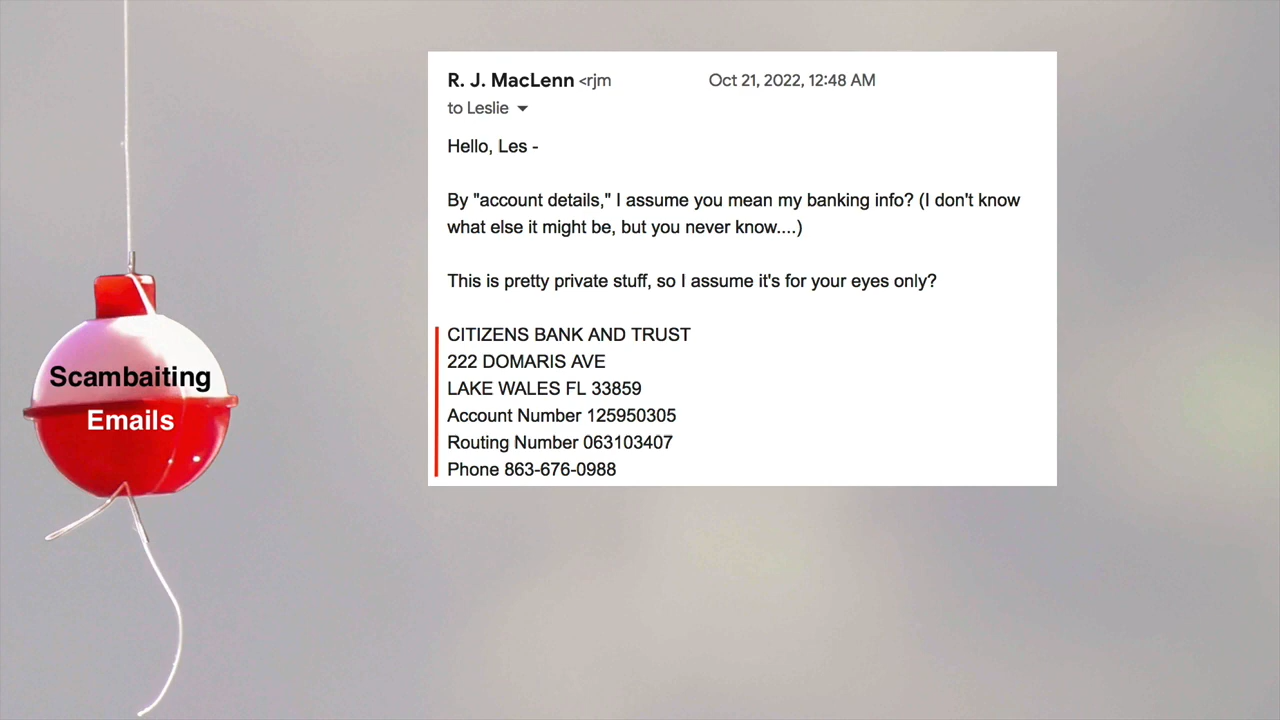 R. J. MacLenn <rjm Oct 21, 2022, 12:48 AM
to Leslie
Hello, Les -
By "account details," I assume you mean my banking info? (I don't know
what else it might be, but you never know....)
This is pretty private stuff, so I assume it's for your eyes only?
CITIZENS BANK AND TRUST
222 DOMARIS AVE
LAKE WALES FL 33859
Account Number 125950305
Routing Number 063103407
Phone 863-676-0988
Scambaiting
Emails